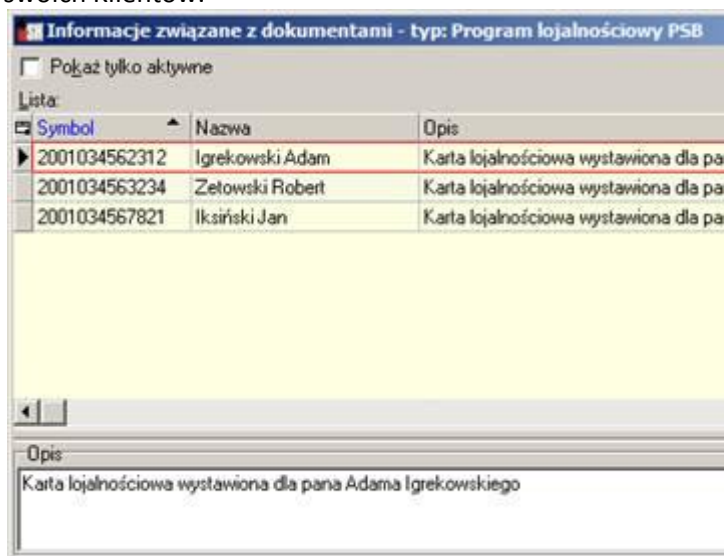 swoich klientów.
Informacje związane z dokumentami - typ: Program lojalnościowy PSB
Pokaż tylko aktywne
Lista:
Symbol Nazwa Opis
2001034562312 Igrekowski Adam Karta lojalnościowa wystawiona dla pa
2001034563234 Zetowski Robert Karta lojalnościowa wystawiona dla pa
2001034567821 Iksiński Jan Karta lojalnościowa wystawiona dla pa
Opis
Karta lojalnościowa wystawiona dla pana Adama Igrekowskiego